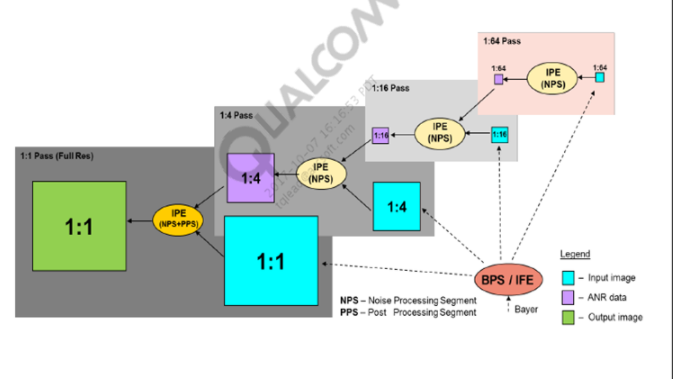 1:64 Pass
1:64
IPE
(NPS)
1:64
1:16 Pass
1:16
IPE
(NPS)
1:16
1:4 Pass
1:4
IPE
(NPS)
1:4
1:1 Pass (Full Res)
1:1
IPE
(NPS+PPS)
1:1
BPS / IFE
Bayer
NPS – Noise Processing Segment
PPS – Post Processing Segment
Legend
– Input image
– ANR data
– Output image
QUALCOM